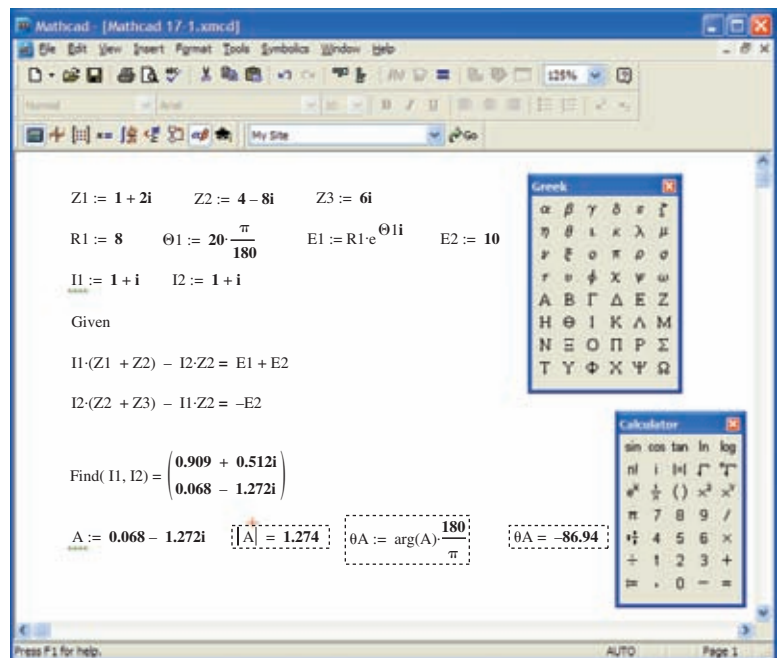 Mathcad - [Mathcad 17-1.xmcd]
File Edit View Insert Format Tools Symbolics Window Help
125%
Normal Arial 10 B I U
My Site Go
Z1 := 1 + 2i Z2 := 4 – 8i Z3 := 6i
R1 := 8 Θ1 := 20·π/180 E1 := R1·e^Θ1i E2 := 10
I1 := 1 + i I2 := 1 + i
Given
I1·(Z1 + Z2) – I2·Z2 = E1 + E2
I2·(Z2 + Z3) – I1·Z2 = –E2
Find( I1, I2) = (0.909 + 0.512i
0.068 – 1.272i)
A := 0.068 – 1.272i |A| = 1.274 θA := arg(A)·180/π θA = –86.94
Greek
α β γ δ ε ζ
η θ ι κ λ μ
ν ξ ο π ρ σ
τ υ ϕ χ ψ ω
Α Β Γ Δ Ε Ζ
Η Θ Ι Κ Λ Μ
Ν Ξ Ο Π Ρ Σ
Τ Υ Φ Χ Ψ Ω
Calculator
sin cos tan ln log
n! i |×| √ ⁿ√
eˣ 1/x ( ) x² xʸ
π 7 8 9 /
4 5 6 ×
÷ 1 2 3 +
:= . 0 − =
Press F1 for help. AUTO Page 1